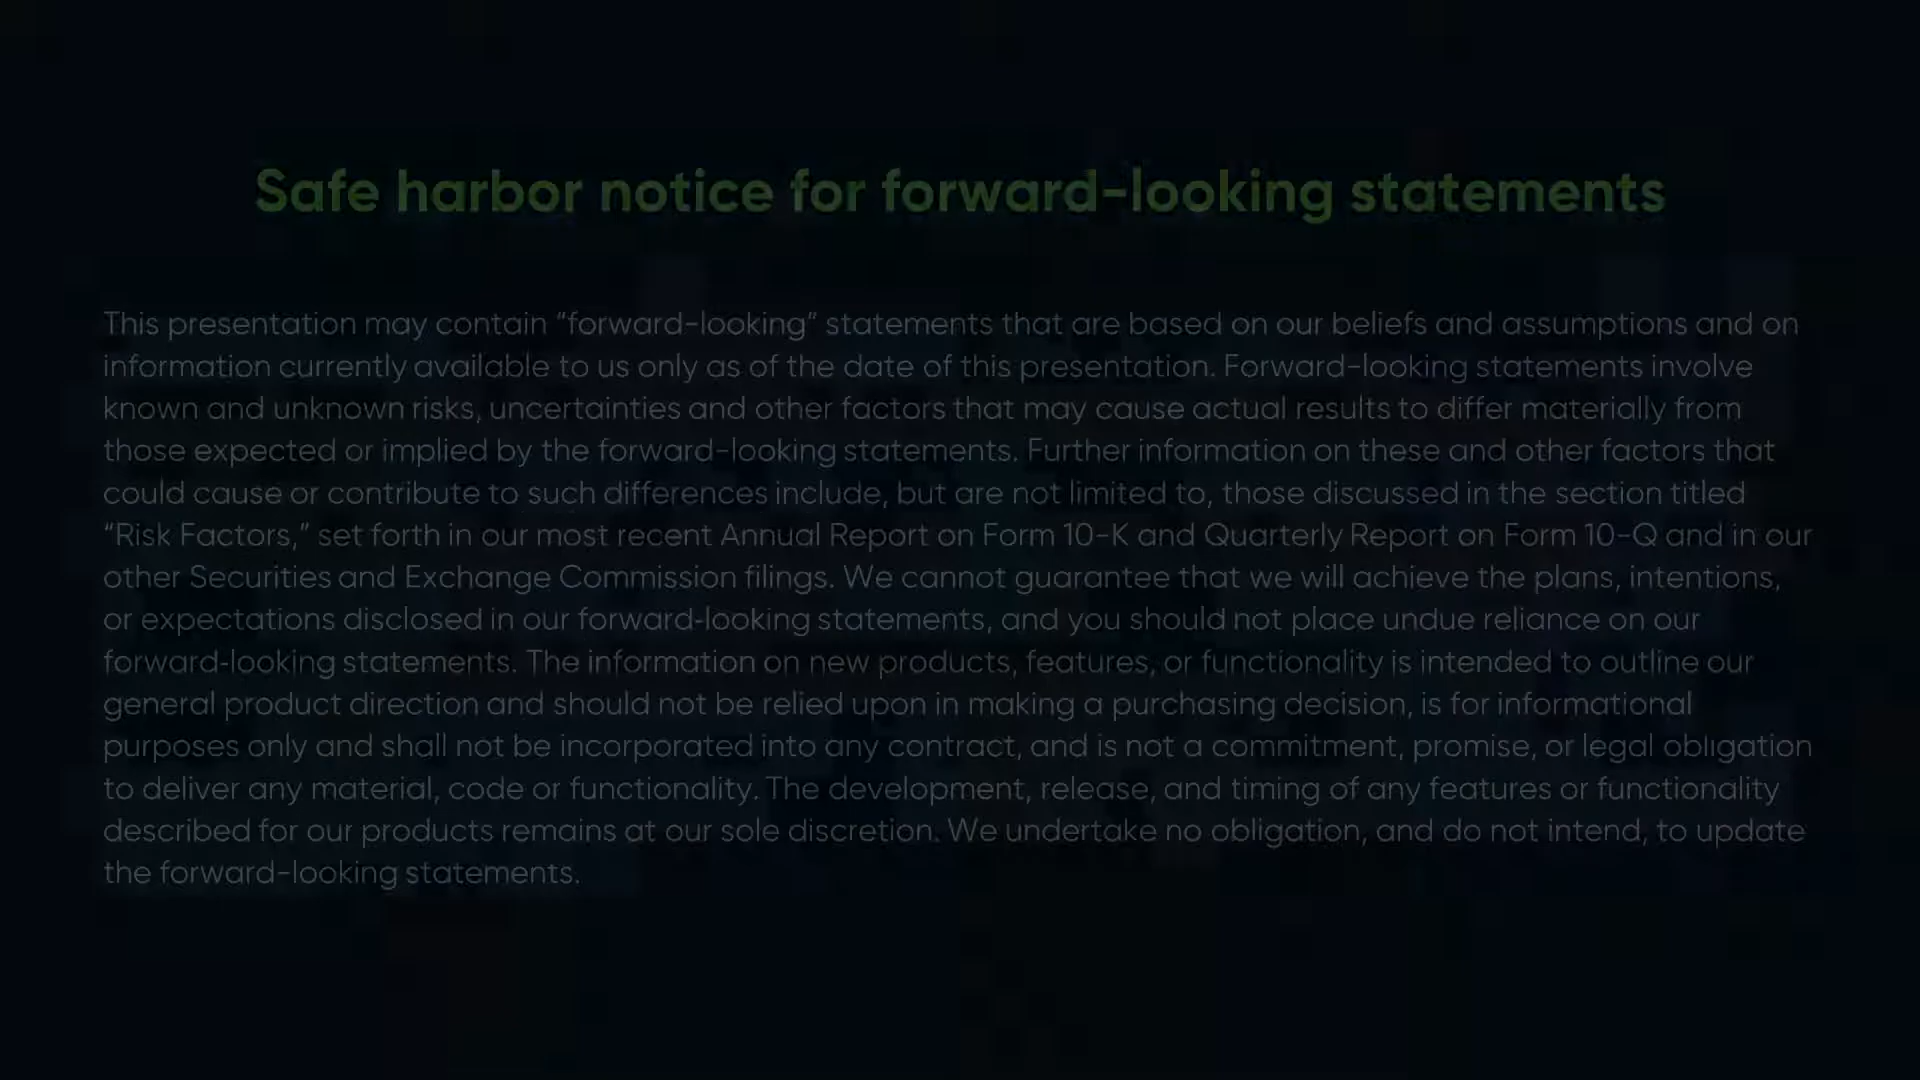 Safe harbor notice for forward-looking statements
This presentation may contain “forward-looking” statements that are based on our beliefs and assumptions and on
information currently available to us only as of the date of this presentation. Forward-looking statements involve
known and unknown risks, uncertainties and other factors that may cause actual results to differ materially from
those expected or implied by the forward-looking statements. Further information on these and other factors that
could cause or contribute to such differences include, but are not limited to, those discussed in the section titled
“Risk Factors,” set forth in our most recent Annual Report on Form 10-K and Quarterly Report on Form 10-Q and in our
other Securities and Exchange Commission filings. We cannot guarantee that we will achieve the plans, intentions,
or expectations disclosed in our forward-looking statements, and you should not place undue reliance on our
forward-looking statements. The information on new products, features, or functionality is intended to outline our
general product direction and should not be relied upon in making a purchasing decision, is for informational
purposes only and shall not be incorporated into any contract, and is not a commitment, promise, or legal obligation
to deliver any material, code or functionality. The development, release, and timing of any features or functionality
described for our products remains at our sole discretion. We undertake no obligation, and do not intend, to update
the forward-looking statements.